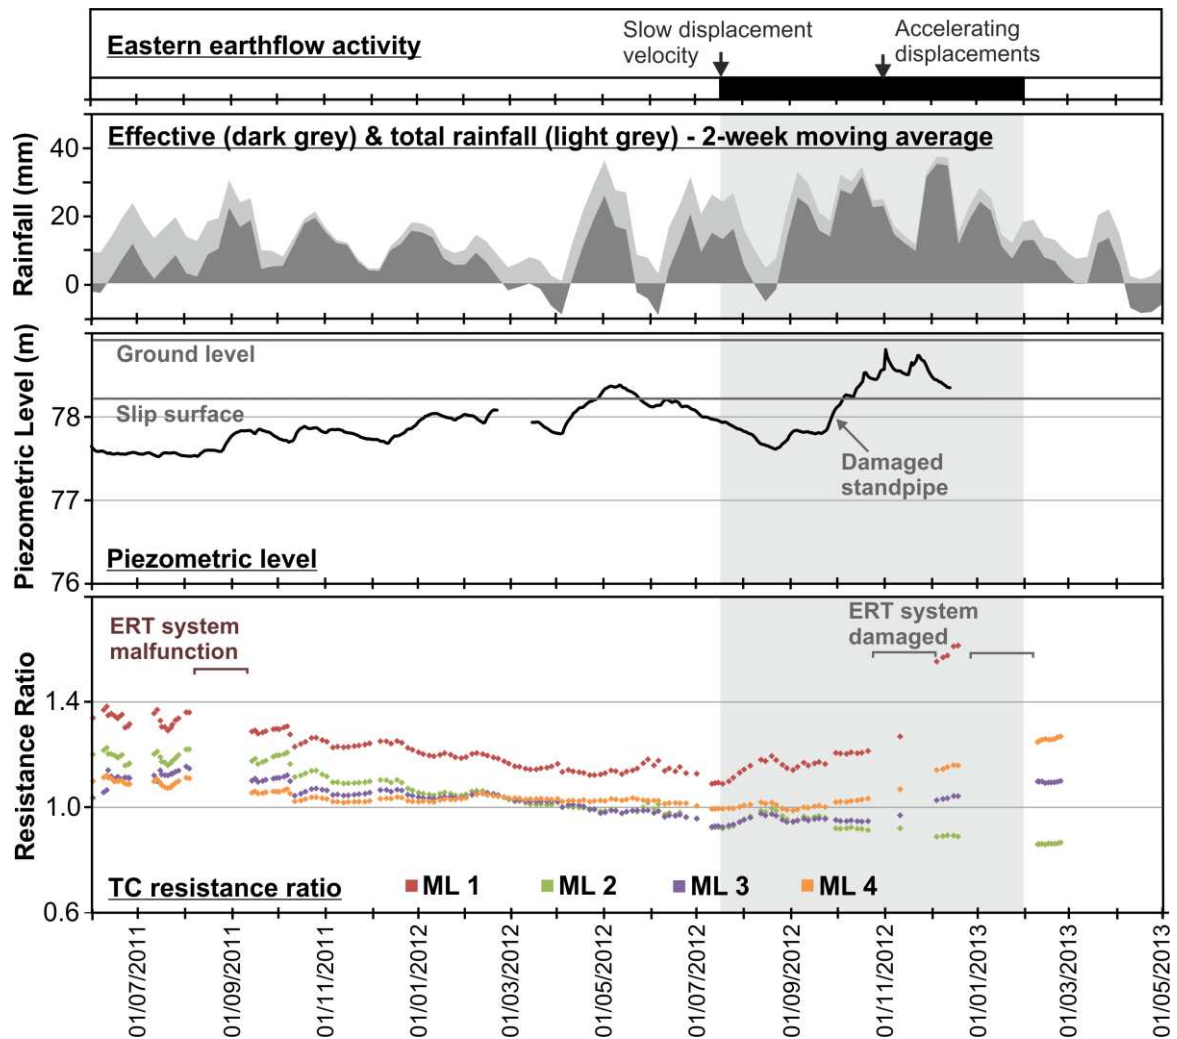 Eastern earthflow activity
Slow displacement
velocity
Accelerating
displacements
Effective (dark grey) & total rainfall (light grey) - 2-week moving average
Rainfall (mm)
40
20
0
Piezometric Level (m)
Ground level
Slip surface
78
77
76
Damaged
standpipe
Piezometric level
Resistance Ratio
ERT system
malfunction
ERT system
damaged
1.4
1.0
0.6
TC resistance ratio
ML 1
ML 2
ML 3
ML 4
01/07/2011
01/09/2011
01/11/2011
01/01/2012
01/03/2012
01/05/2012
01/07/2012
01/09/2012
01/11/2012
01/01/2013
01/03/2013
01/05/2013